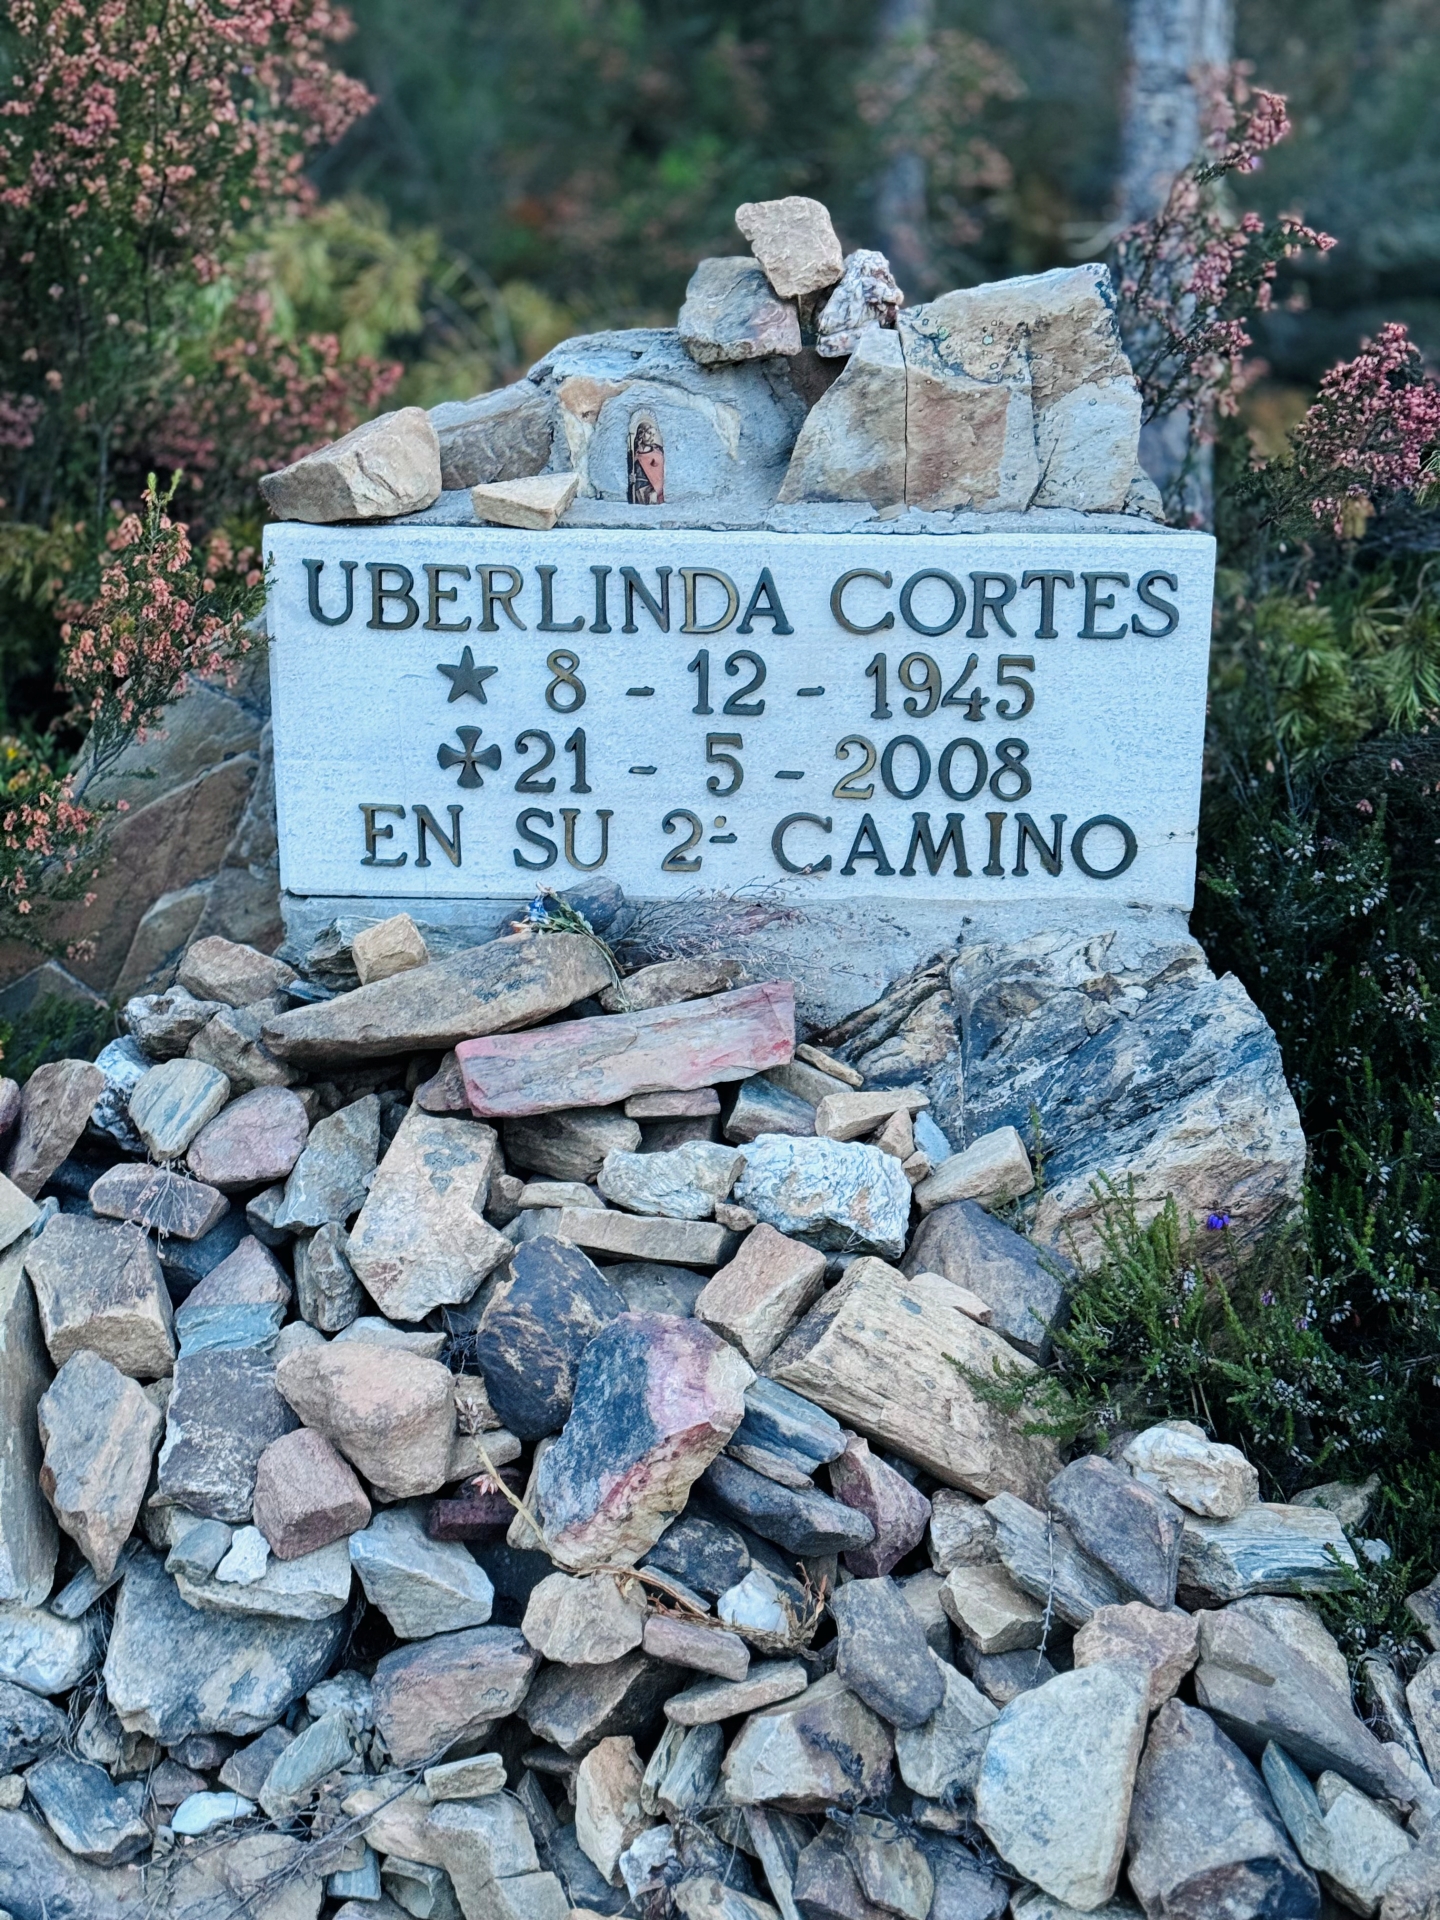 UBERLINDA CORTES
★ 8 - 12 - 1945
✠ 21 - 5 - 2008
EN SU 2º CAMINO